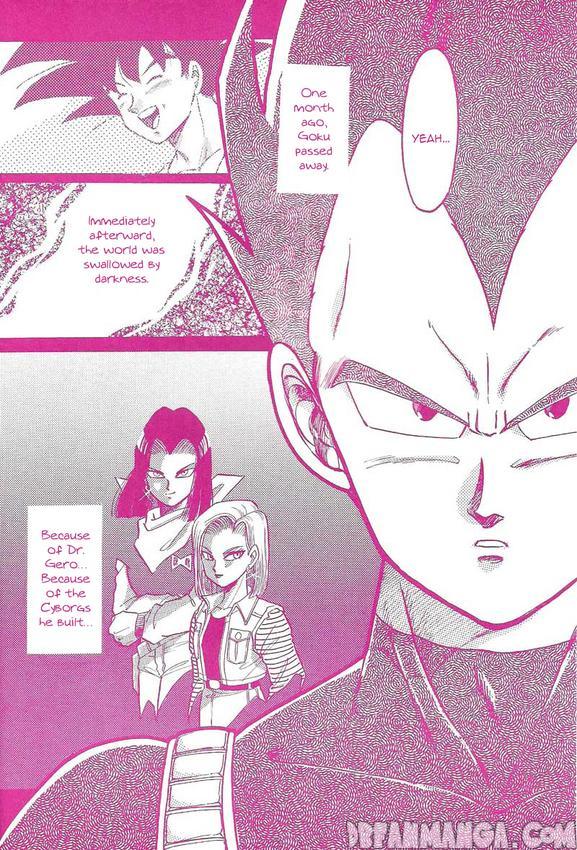 YEAH...
One
month
ago,
Goku
passed
away.
Immediately
afterward,
the world was
swallowed by
darkness.
Because
of Dr.
Gero...
Because
of the
Cyborgs
he built...
DBFANMANGA.COM